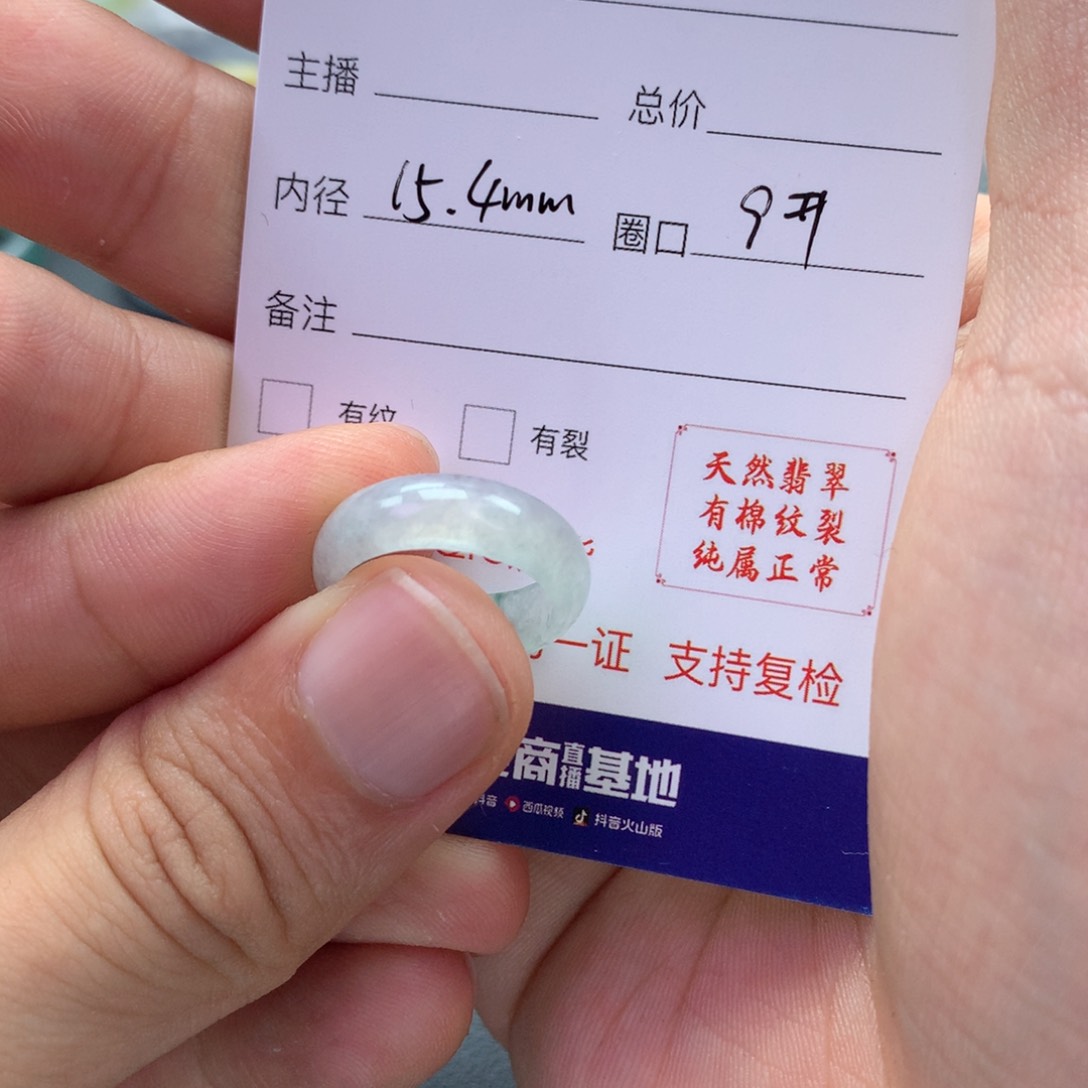 主播 总价
内径 15.4mm 圈口 9#
备注
有纹 有裂
天然翡翠
有棉纹裂
纯属正常
一证 支持复检
商直播基地
抖音 西瓜视频 抖音火山版